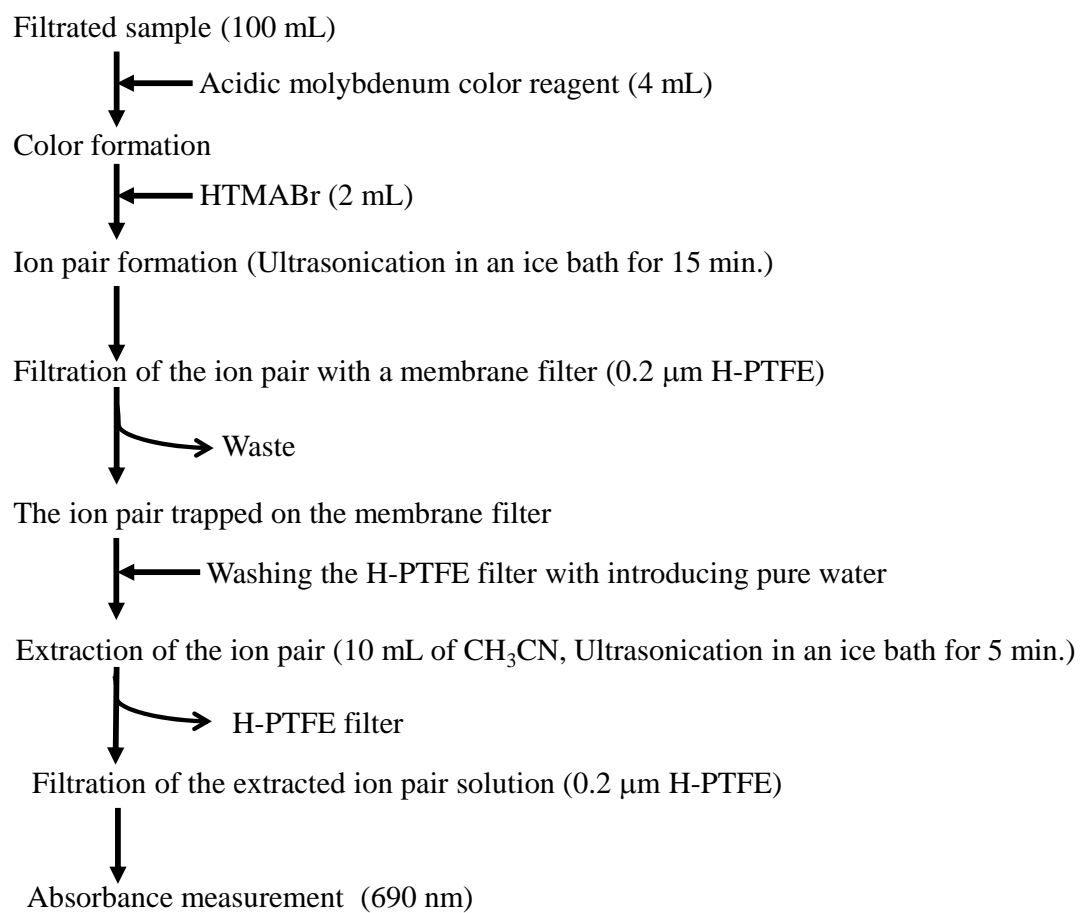 Filtrated sample (100 mL)
Acidic molybdenum color reagent (4 mL)
Color formation
HTMABr (2 mL)
Ion pair formation (Ultrasonication in an ice bath for 15 min.)
Filtration of the ion pair with a membrane filter (0.2 μm H-PTFE)
Waste
The ion pair trapped on the membrane filter
Washing the H-PTFE filter with introducing pure water
Extraction of the ion pair (10 mL of CH₃CN, Ultrasonication in an ice bath for 5 min.)
H-PTFE filter
Filtration of the extracted ion pair solution (0.2 μm H-PTFE)
Absorbance measurement (690 nm)